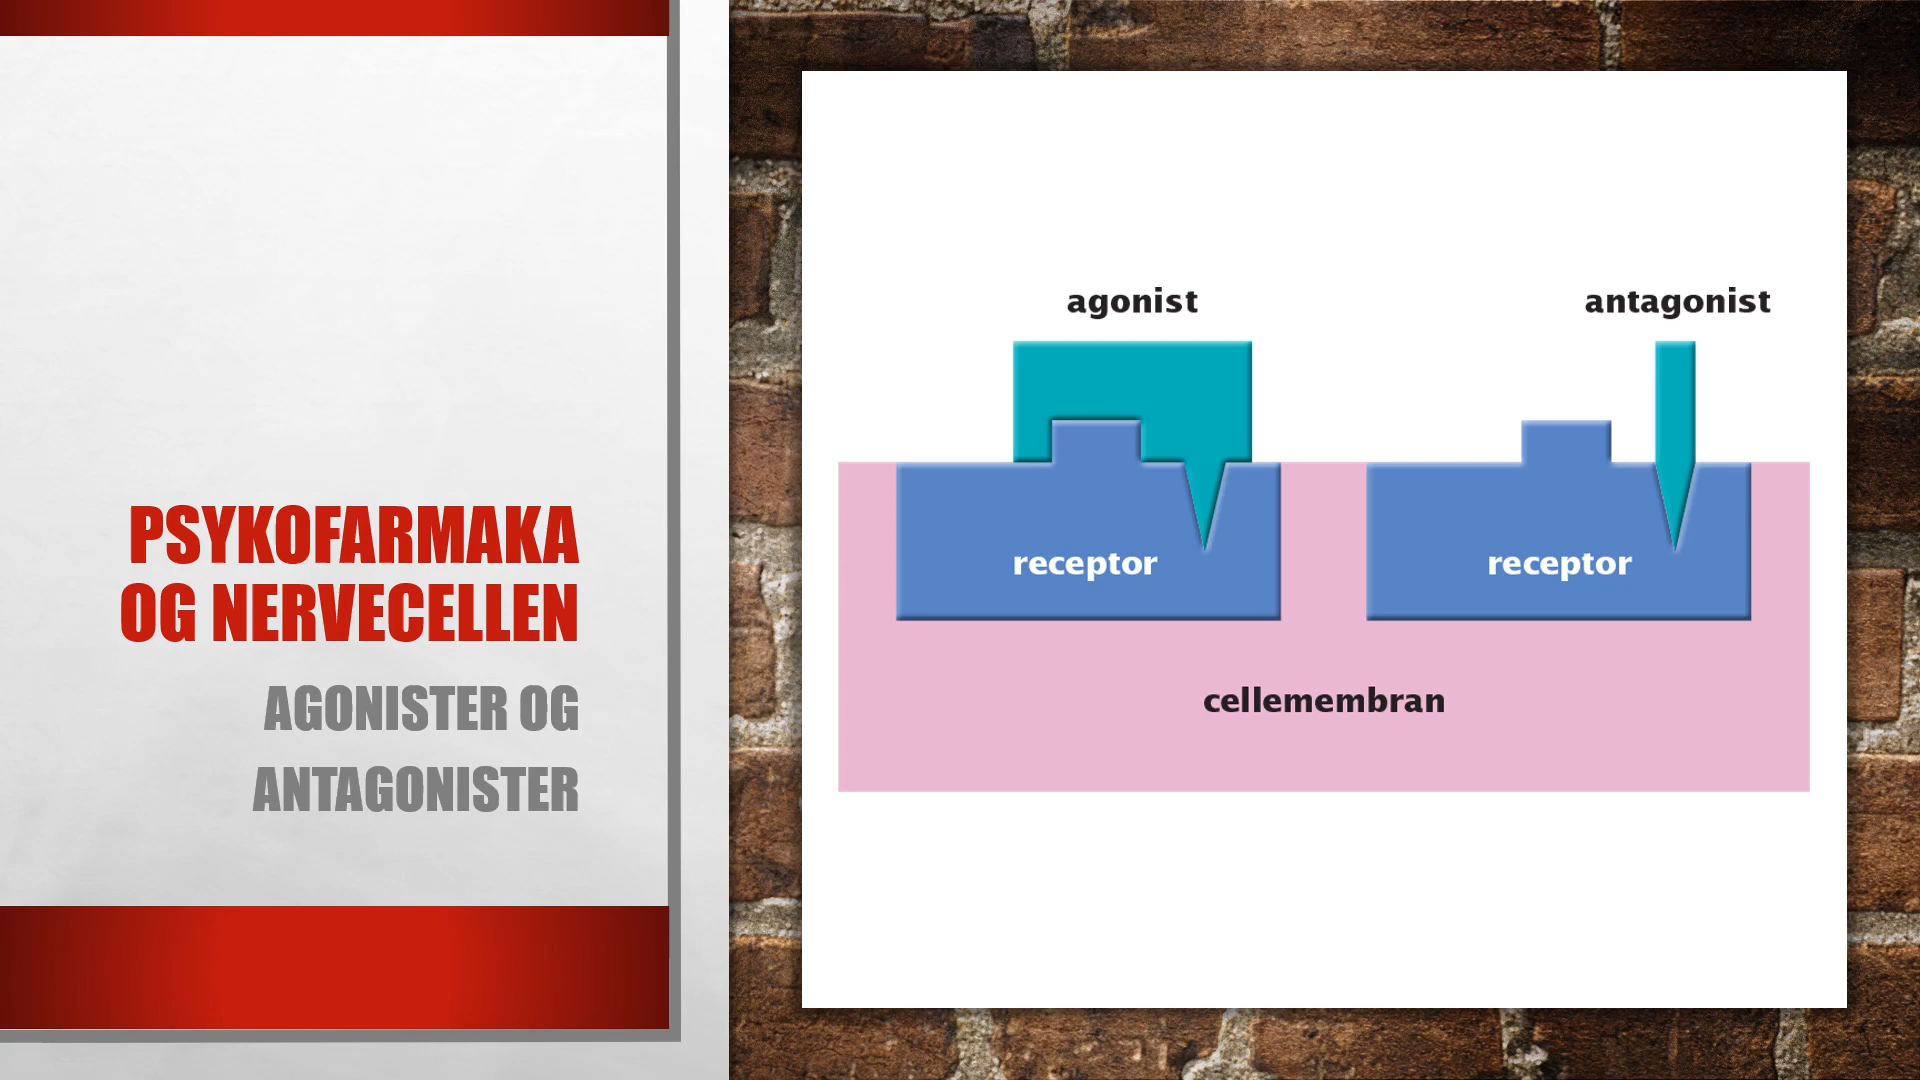 PSYKOFARMAKA
OG NERVECELLEN
AGONISTER OG
ANTAGONISTER
agonist
antagonist
receptor
receptor
cellemembran